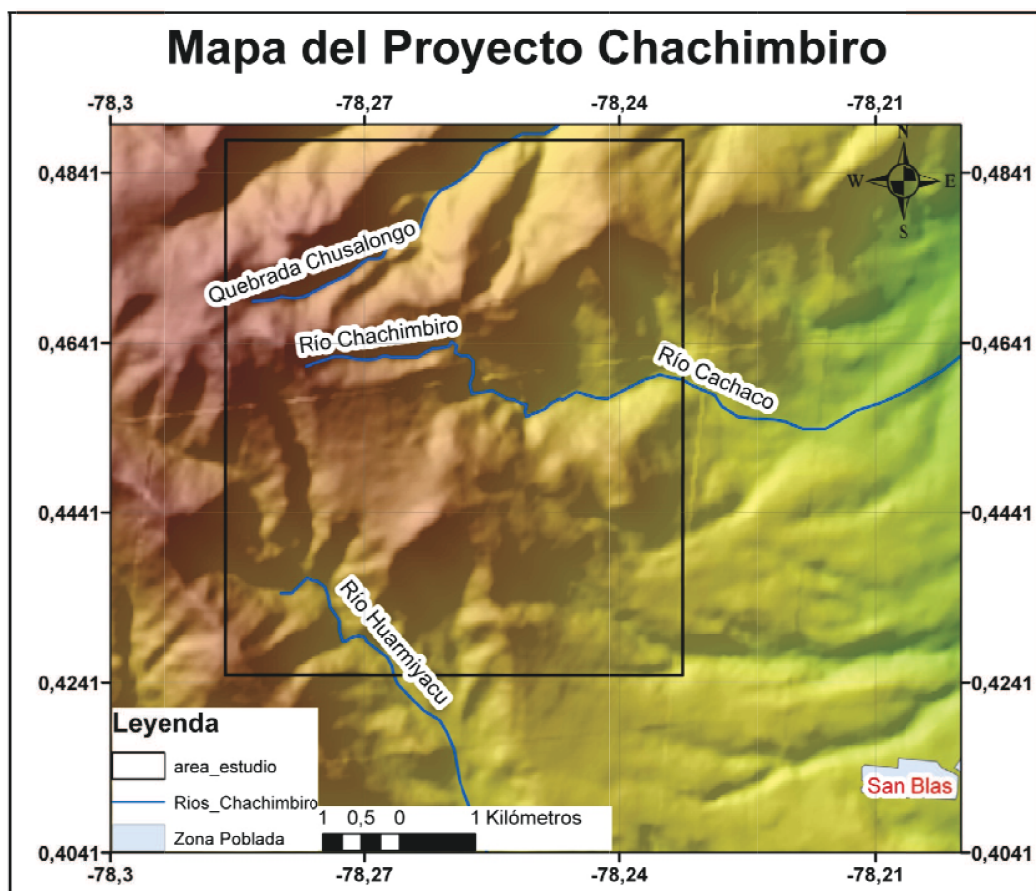 Mapa del Proyecto Chachimbiro
-78,3 -78,27 -78,24 -78,21
N
W E
S
0,4841 0,4841
Quebrada Chusalongo
Río Chachimbiro
0,4641 0,4641
Río Cachaco
0,4441 0,4441
Río Huarmiyacu
0,4241 0,4241
Leyenda
area_estudio
Rios_Chachimbiro
Zona Poblada
1 0,5 0 1 Kilómetros
San Blas
0,4041 0,4041
-78,3 -78,27 -78,24 -78,21